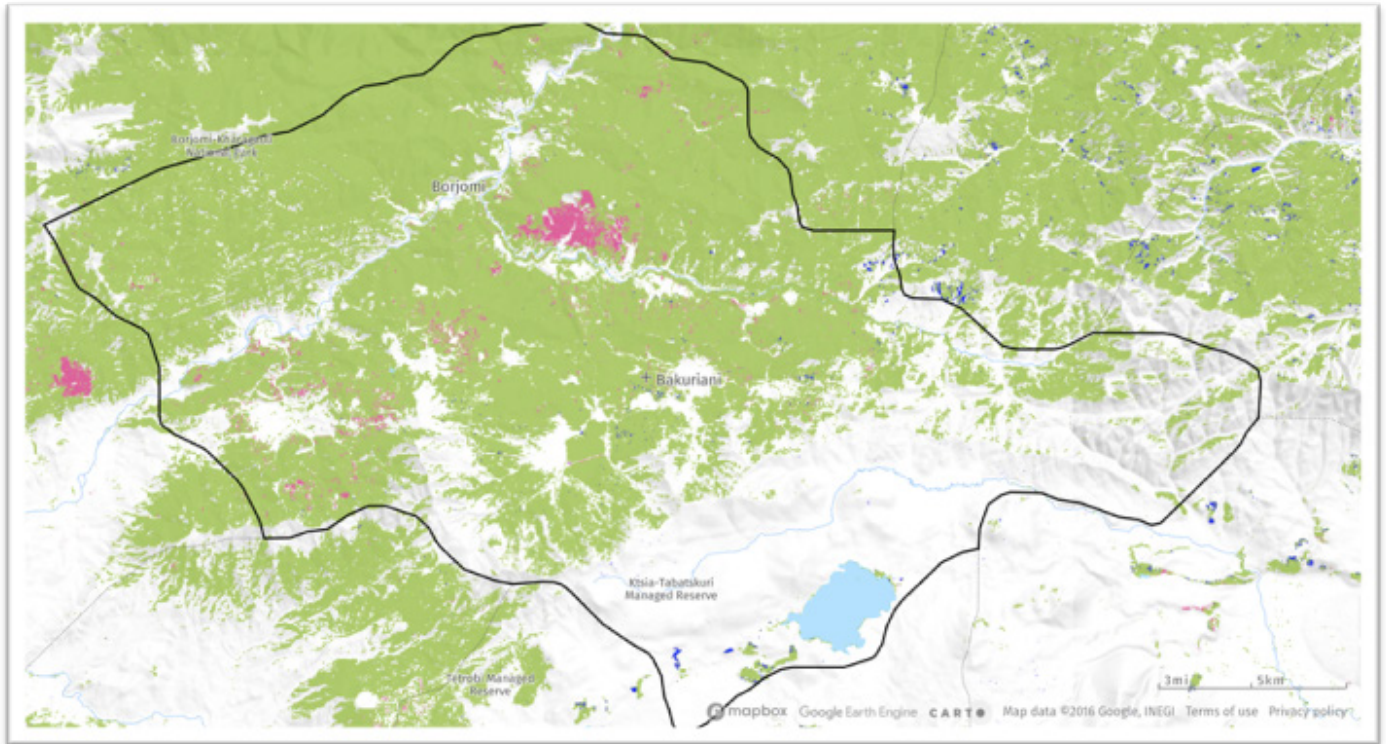 Borjomi-Kharagauli
National Park
Borjomi
Bakuriani
Ktsia-Tabatskuri
Managed Reserve
Tetrobi Managed
Reserve
3mi
5km
mapbox Google Earth Engine CARTO Map data ©2016 Google, INEGI Terms of use Privacy policy